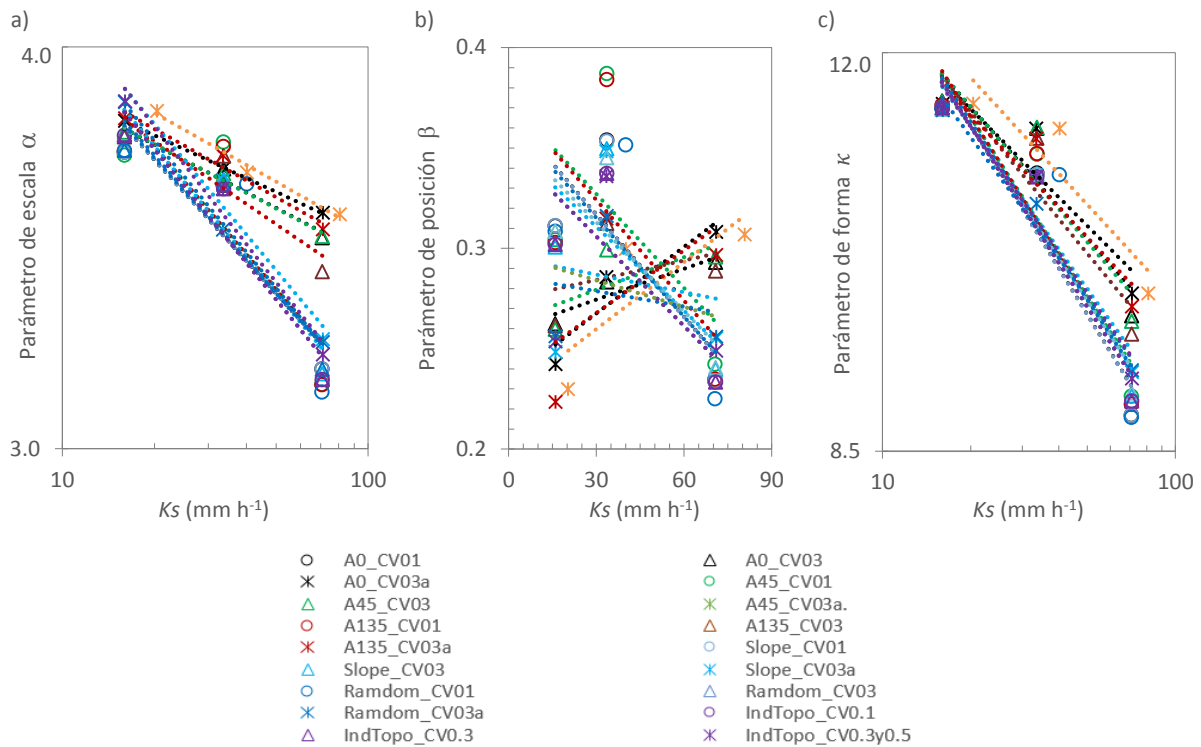 a)
b)
c)
4.0
3.0
10
100
Parámetro de escala α
Ks (mm h-1)
0.4
0.3
0.2
0
30
60
90
Parámetro de posición β
Ks (mm h-1)
12.0
8.5
10
100
Parámetro de forma κ
Ks (mm h-1)
A0_CV01
A0_CV03
A0_CV03a
A45_CV01
A45_CV03
A45_CV03a.
A135_CV01
A135_CV03
A135_CV03a
Slope_CV01
Slope_CV03
Slope_CV03a
Ramdom_CV01
Ramdom_CV03
Ramdom_CV03a
IndTopo_CV0.1
IndTopo_CV0.3
IndTopo_CV0.3y0.5